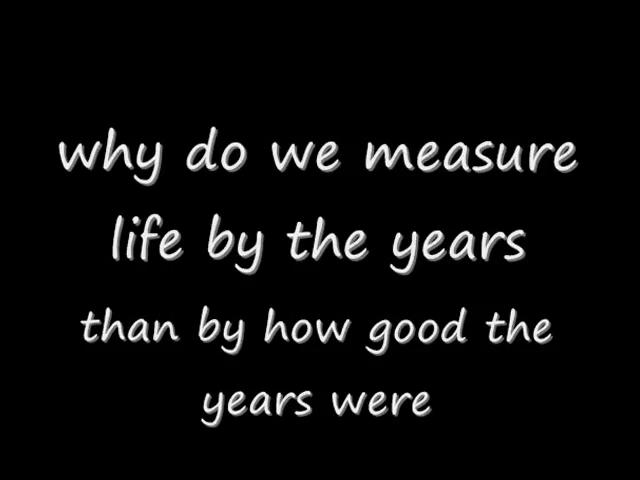 why do we measure
life by the years
than by how good the
years were